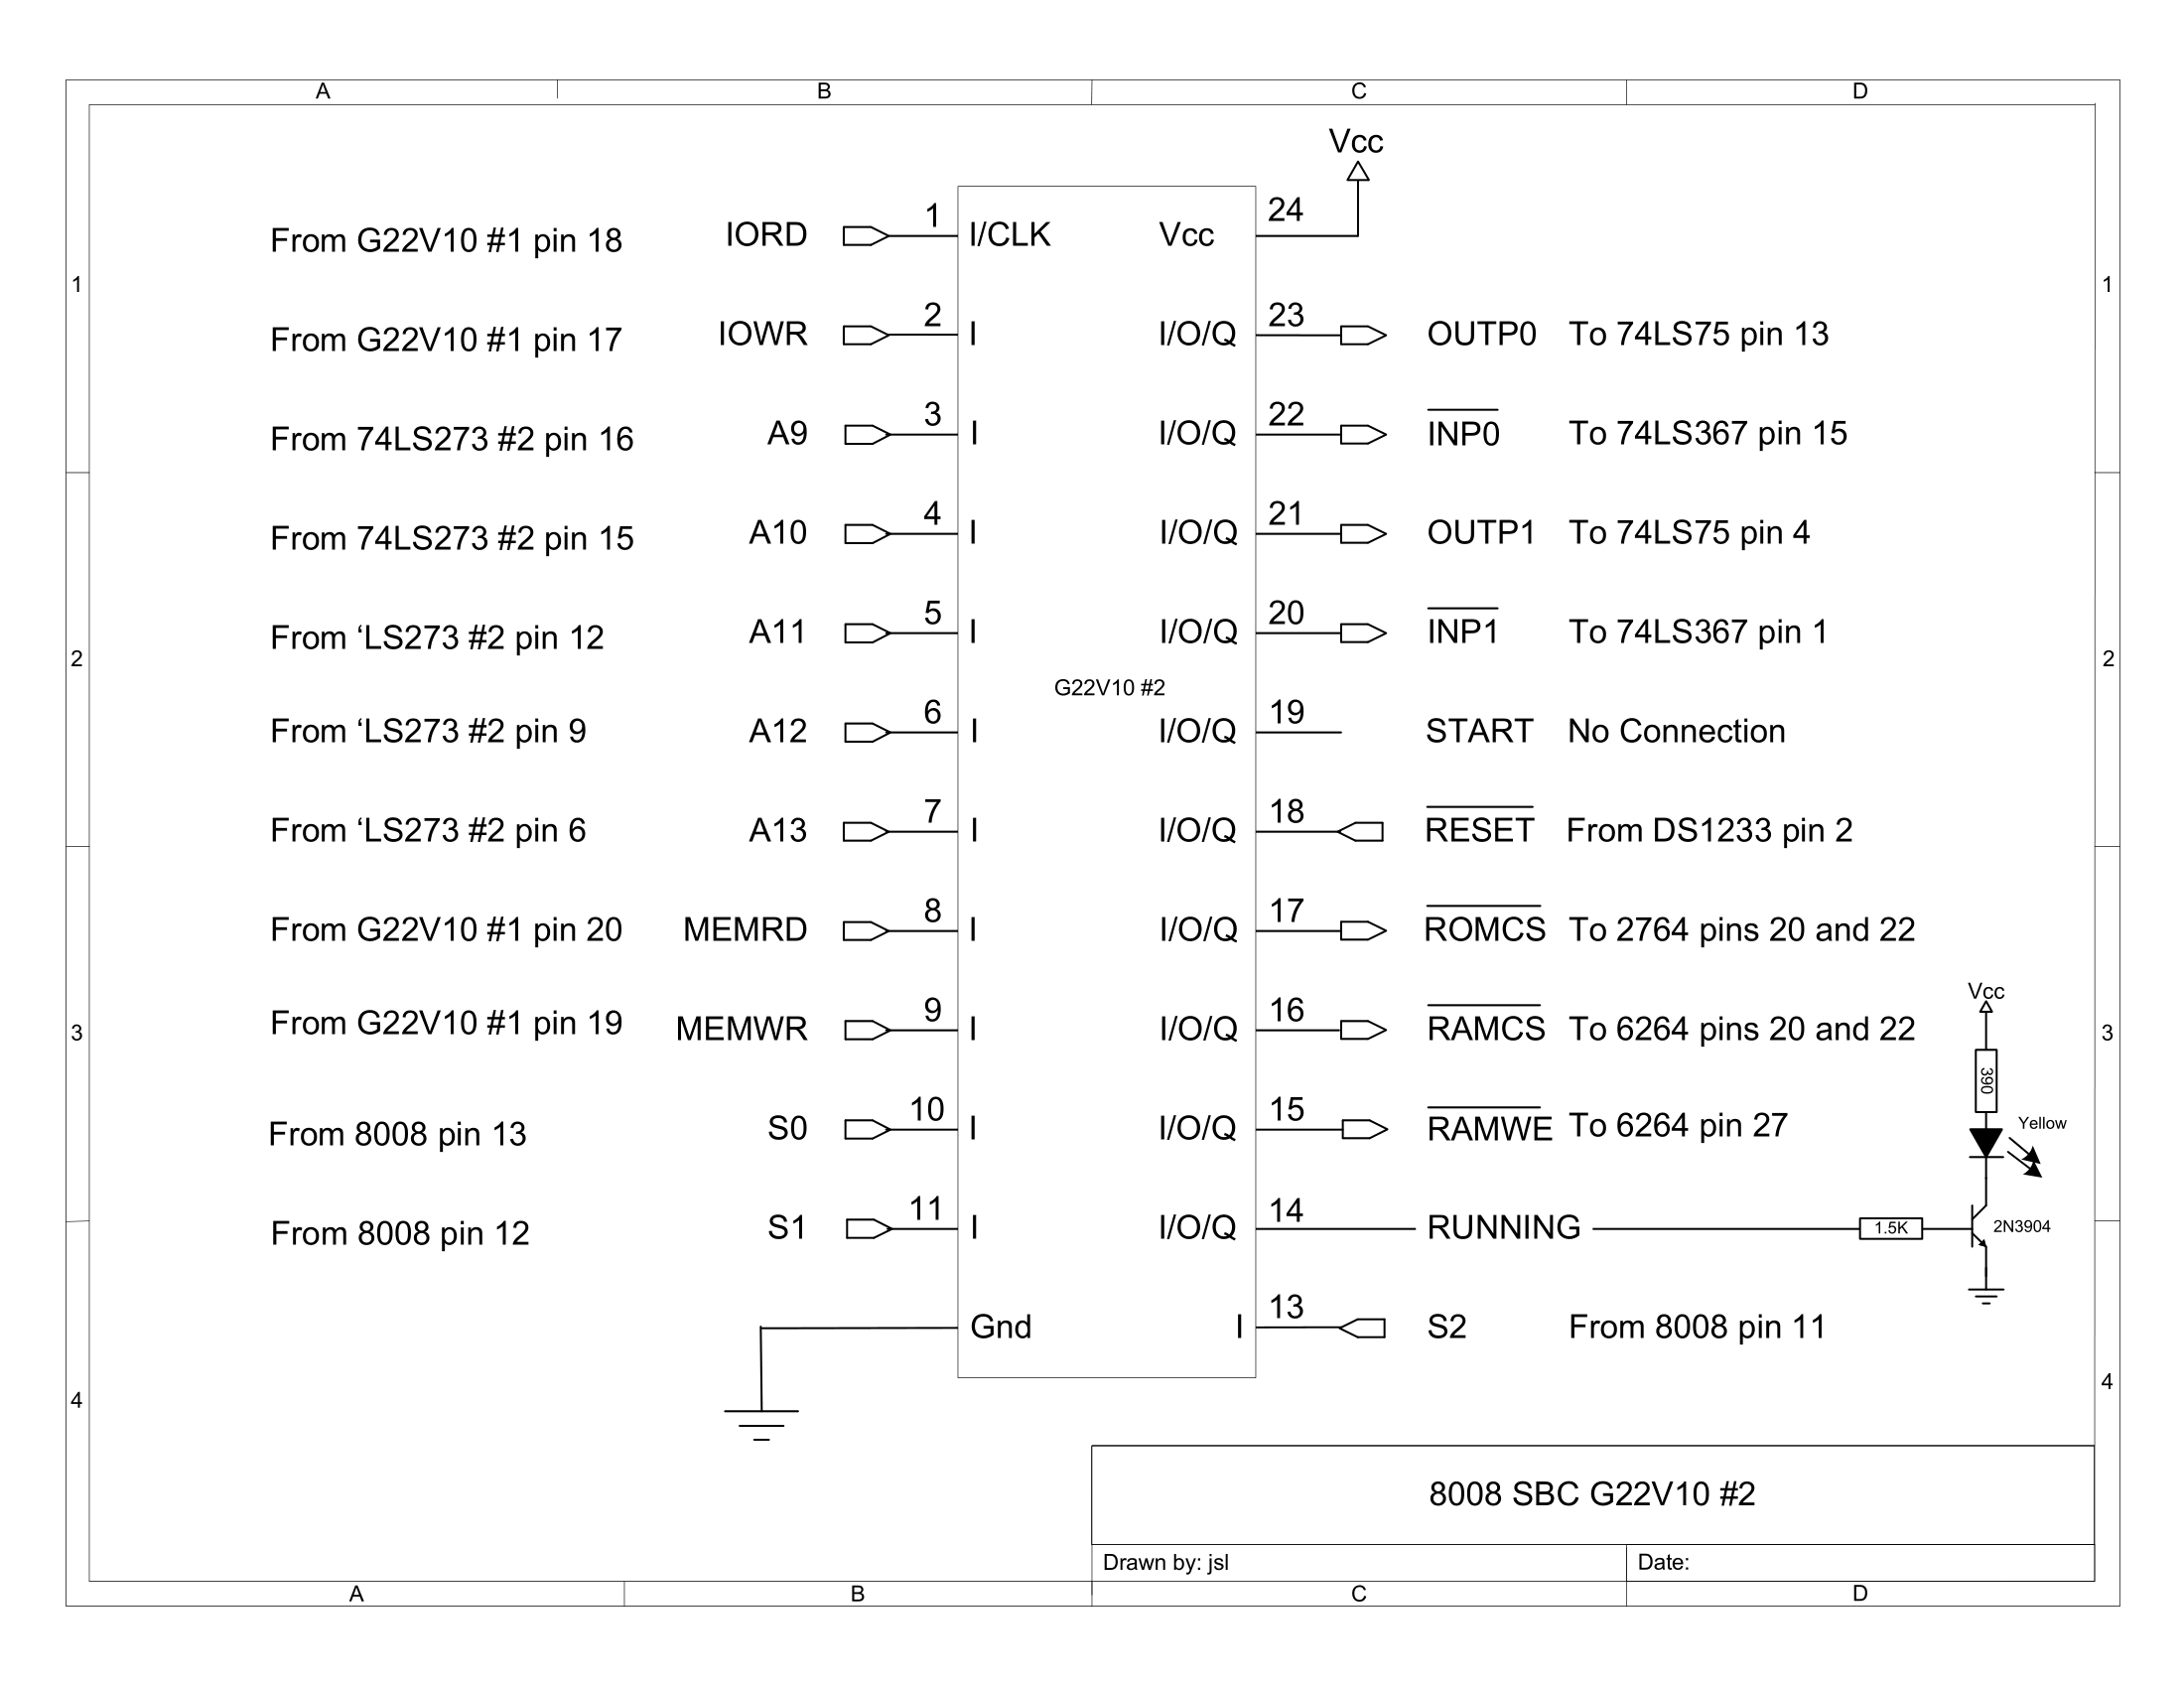 A B C D
Vcc
From G22V10 #1 pin 18 IORD 1 I/CLK Vcc 24
1 1
From G22V10 #1 pin 17 IOWR 2 I I/O/Q 23 OUTP0 To 74LS75 pin 13
From 74LS273 #2 pin 16 A9 3 I I/O/Q 22 INP0 To 74LS367 pin 15
From 74LS273 #2 pin 15 A10 4 I I/O/Q 21 OUTP1 To 74LS75 pin 4
From ‘LS273 #2 pin 12 A11 5 I I/O/Q 20 INP1 To 74LS367 pin 1
2 2
G22V10 #2
From ‘LS273 #2 pin 9 A12 6 I I/O/Q 19 START No Connection
From ‘LS273 #2 pin 6 A13 7 I I/O/Q 18 RESET From DS1233 pin 2
From G22V10 #1 pin 20 MEMRD 8 I I/O/Q 17 ROMCS To 2764 pins 20 and 22
Vcc
From G22V10 #1 pin 19 MEMWR 9 I I/O/Q 16 RAMCS To 6264 pins 20 and 22
3 3
390
From 8008 pin 13 S0 10 I I/O/Q 15 RAMWE To 6264 pin 27 Yellow
From 8008 pin 12 S1 11 I I/O/Q 14 RUNNING 1.5K 2N3904
Gnd I 13 S2 From 8008 pin 11
4 4
8008 SBC G22V10 #2
Drawn by: jsl Date:
A B C D